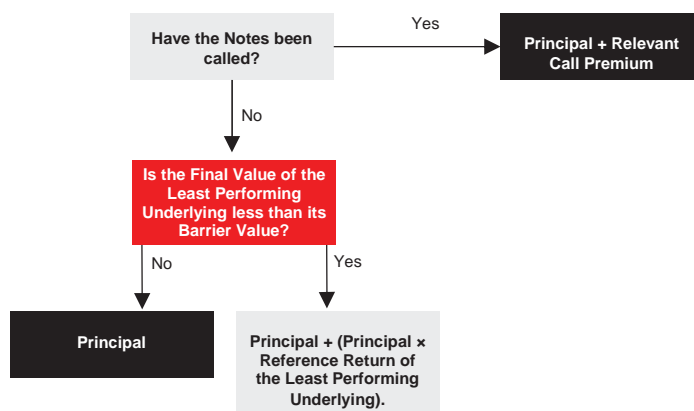 Have the Notes been
called?
Yes
Principal + Relevant
Call Premium
No
Is the Final Value of the
Least Performing
Underlying less than its
Barrier Value?
No
Yes
Principal
Principal + (Principal ×
Reference Return of
the Least Performing
Underlying).